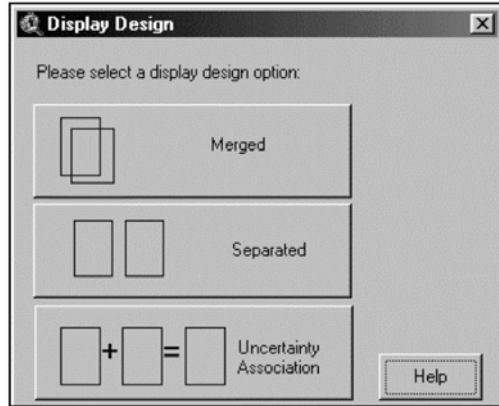 Display Design
Please select a display design option:
Merged
Separated
+ =
Uncertainty
Association
Help